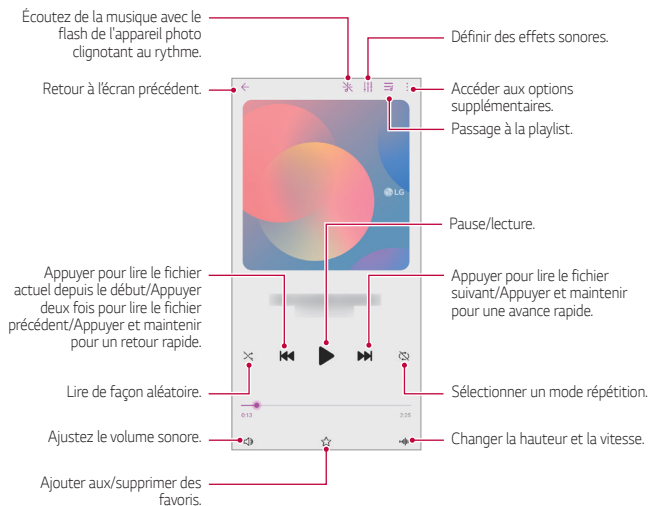 Écoutez de la musique avec le
flash de l'appareil photo
clignotant au rythme.
Définir des effets sonores.
Retour à l'écran précédent.
Accéder aux options
supplémentaires.
Passage à la playlist.
LG
Pause/lecture.
Appuyer pour lire le fichier
actuel depuis le début/Appuyer
deux fois pour lire le fichier
précédent/Appuyer et maintenir
pour un retour rapide.
Appuyer pour lire le fichier
suivant/Appuyer et maintenir
pour une avance rapide.
Lire de façon aléatoire.
Sélectionner un mode répétition.
0:13
Ajustez le volume sonore.
Changer la hauteur et la vitesse.
Ajouter aux/supprimer des
favoris.